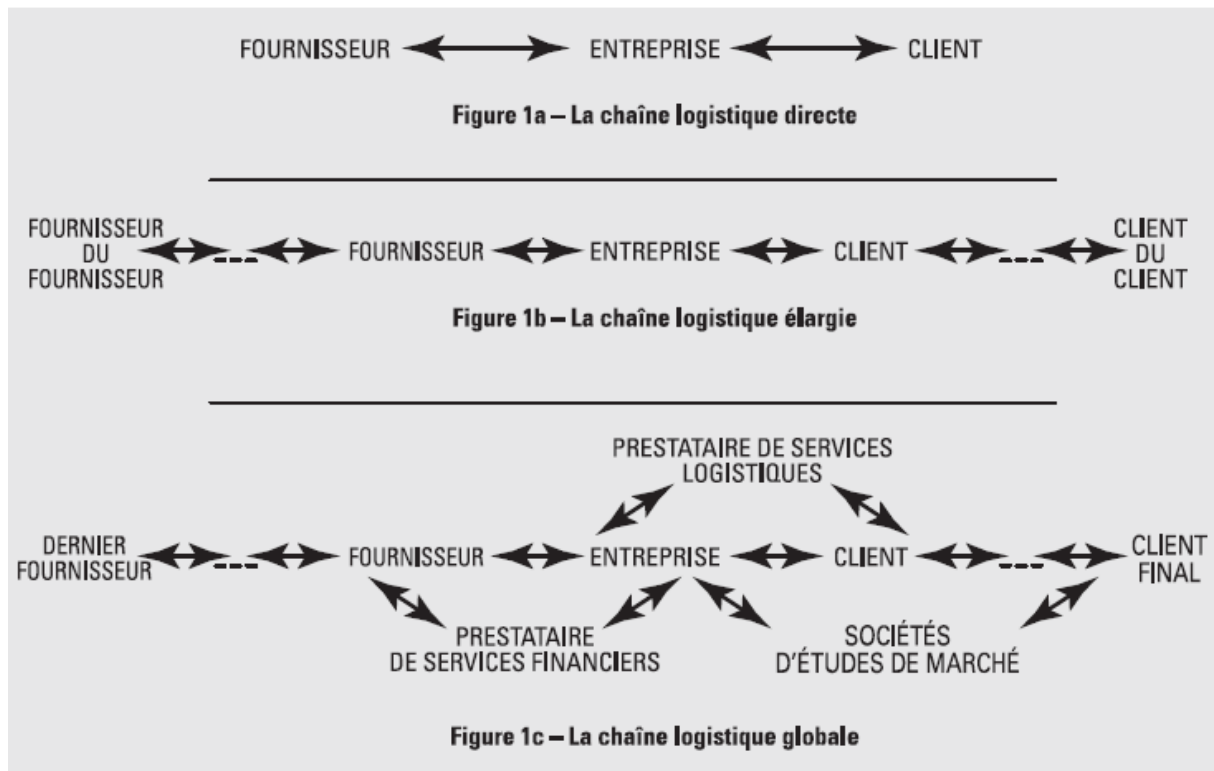 FOURNISSEUR ENTREPRISE CLIENT
Figure 1a – La chaîne logistique directe
FOURNISSEUR
DU
FOURNISSEUR
--- FOURNISSEUR ENTREPRISE CLIENT ---
CLIENT
DU
CLIENT
Figure 1b – La chaîne logistique élargie
PRESTATAIRE DE SERVICES
LOGISTIQUES
DERNIER
FOURNISSEUR
--- FOURNISSEUR ENTREPRISE CLIENT ---
CLIENT
FINAL
PRESTATAIRE
DE SERVICES FINANCIERS
SOCIÉTÉS
D'ÉTUDES DE MARCHÉ
Figure 1c – La chaîne logistique globale